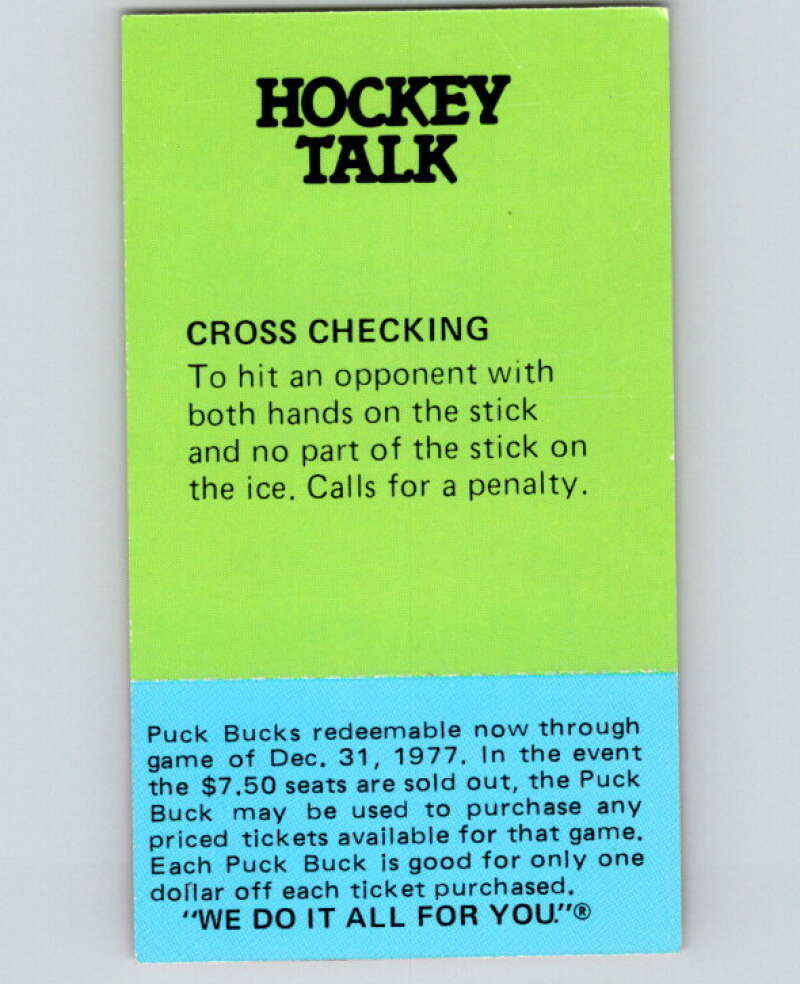 HOCKEY
TALK
CROSS CHECKING
To hit an opponent with
both hands on the stick
and no part of the stick on
the ice. Calls for a penalty.
Puck Bucks redeemable now through
game of Dec. 31, 1977. In the event
the $7.50 seats are sold out, the Puck
Buck may be used to purchase any
priced tickets available for that game.
Each Puck Buck is good for only one
dollar off each ticket purchased.
"WE DO IT ALL FOR YOU."®